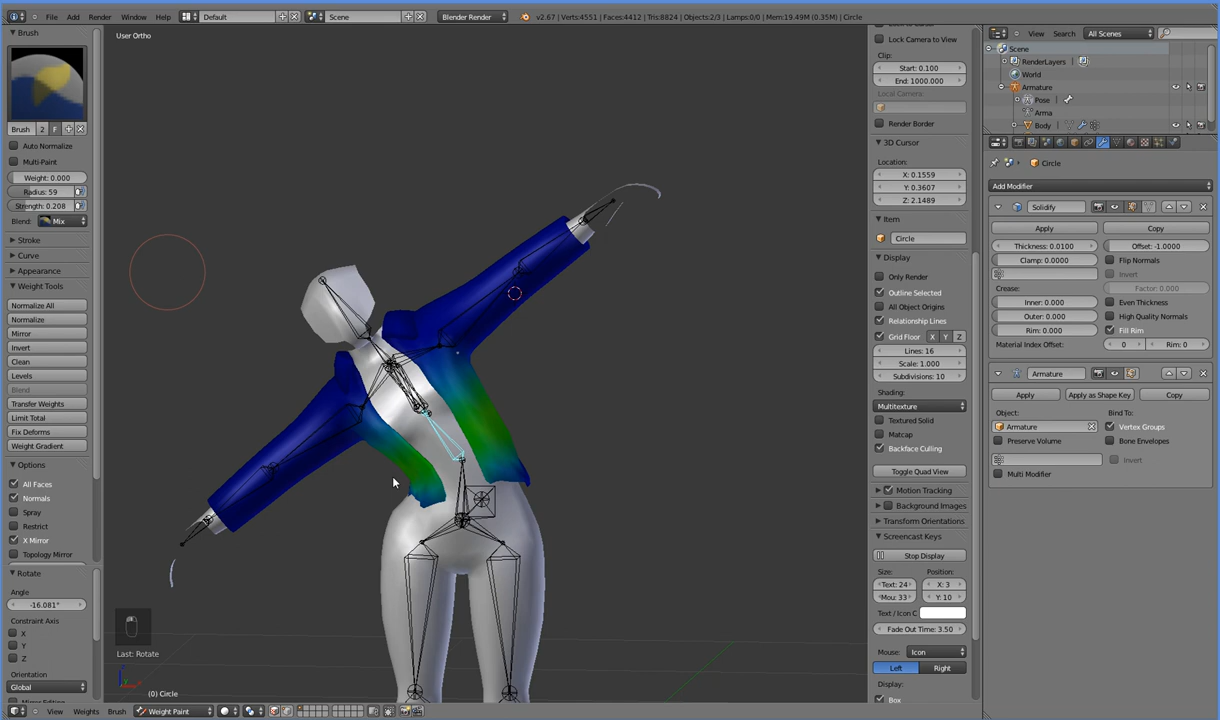 File Add Render Window Help Default Scene Blender Render v2.67 | Verts:4551 | Faces:4412 | Tris:8824 | Objects:2/3 | Lamps:0/0 | Mem:19.49M (0.35M) | Circle
Brush
Brush 2 F
Auto Normalize
Multi-Paint
Weight: 0.000
Radius: 59
Strength: 0.208
Blend: Mix
Stroke
Curve
Appearance
Weight Tools
Normalize All
Normalize
Mirror
Invert
Clean
Levels
Blend
Transfer Weights
Limit Total
Fix Deforms
Weight Gradient
Options
All Faces
Normals
Spray
Restrict
X Mirror
Topology Mirror
Rotate
Angle
-16.081°
Constraint Axis
X
Y
Z
Orientation
Global
User Ortho
Last: Rotate
(0) Circle
View Weights Brush Weight Paint
Lock Camera to View
Clip:
Start: 0.100
End: 1000.000
Local Camera:
Render Border
3D Cursor
Location:
X: 0.1559
Y: 0.3607
Z: 2.1489
Item
Circle
Display
Only Render
Outline Selected
All Object Origins
Relationship Lines
Grid Floor X Y Z
Lines: 16
Scale: 1.000
Subdivisions: 10
Shading:
Multitexture
Textured Solid
Matcap
Backface Culling
Toggle Quad View
Motion Tracking
Background Images
Transform Orientations
Screencast Keys
Stop Display
Size: Position:
Text: 24 X: 3
Mou: 33 Y: 10
Text / Icon C
Fade Out Time: 3.50
Mouse: Icon
Left Right
Display:
Box
View Search All Scenes
Scene
RenderLayers
World
Armature
Pose
Arma
Body
Circle
Add Modifier
Solidify
Apply Copy
Thickness: 0.0100 Offset: -1.0000
Clamp: 0.0000 Flip Normals
Invert
Crease: Factor: 0.000
Inner: 0.000 Even Thickness
Outer: 0.000 High Quality Normals
Rim: 0.000 Fill Rim
Material Index Offset: 0 Rim: 0
Armature
Apply Apply as Shape Key Copy
Object: Bind To:
Armature Vertex Groups
Preserve Volume Bone Envelopes
Invert
Multi Modifier